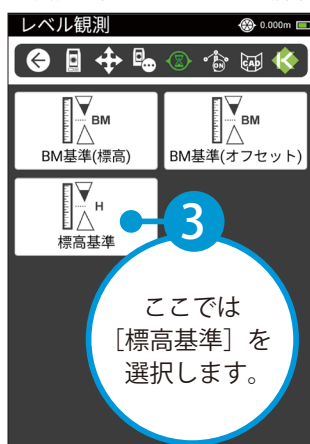 レベル観測 0.000m
ON CAD
BM BM
BM基準(標高) BM基準(オフセット)
H
標高基準
3
ここでは
［標高基準］を
選択します。